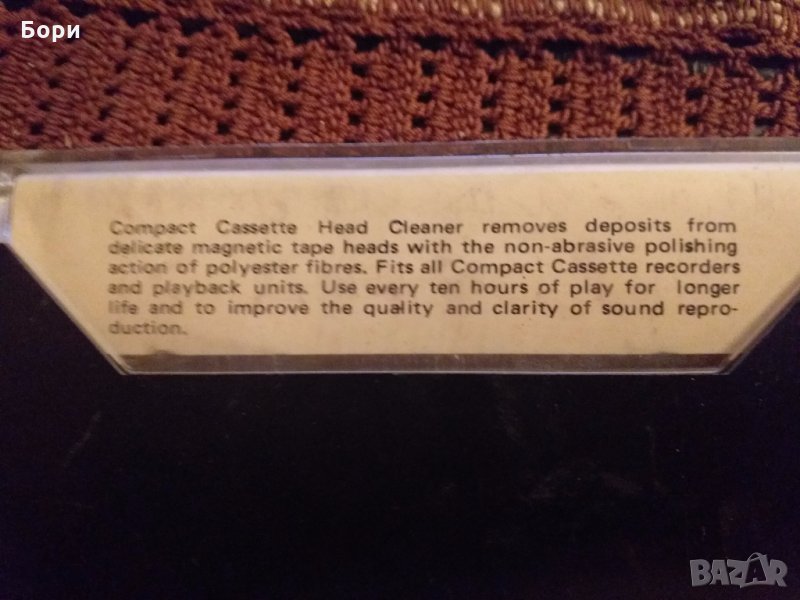 Бори
Compact Cassette Head Cleaner removes deposits from
delicate magnetic tape heads with the non-abrasive polishing
action of polyester fibres. Fits all Compact Cassette recorders
and playback units. Use every ten hours of play for longer
life and to improve the quality and clarity of sound repro-
duction.
BAZAR